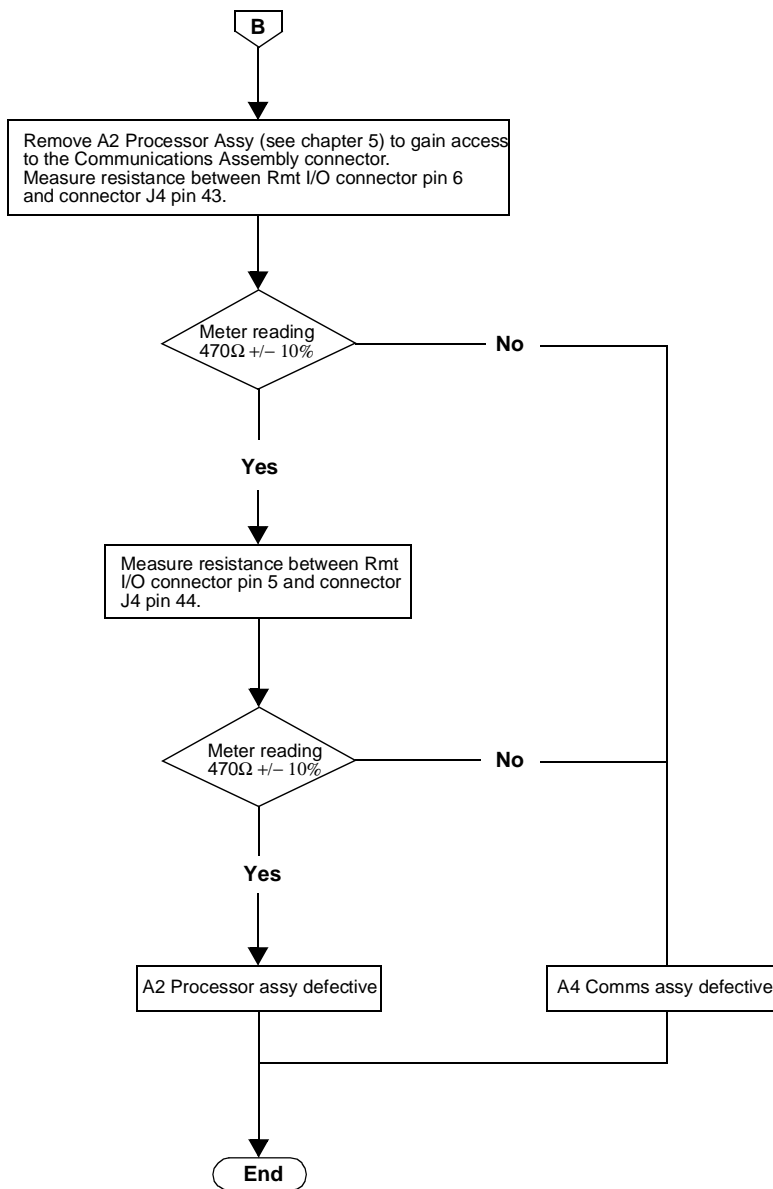 B
Remove A2 Processor Assy (see chapter 5) to gain access
to the Communications Assembly connector.
Measure resistance between Rmt I/O connector pin 6
and connector J4 pin 43.
Meter reading
470Ω +/− 10%
No
Yes
Measure resistance between Rmt
I/O connector pin 5 and connector
J4 pin 44.
Meter reading
470Ω +/− 10%
No
Yes
A2 Processor assy defective
A4 Comms assy defective
End